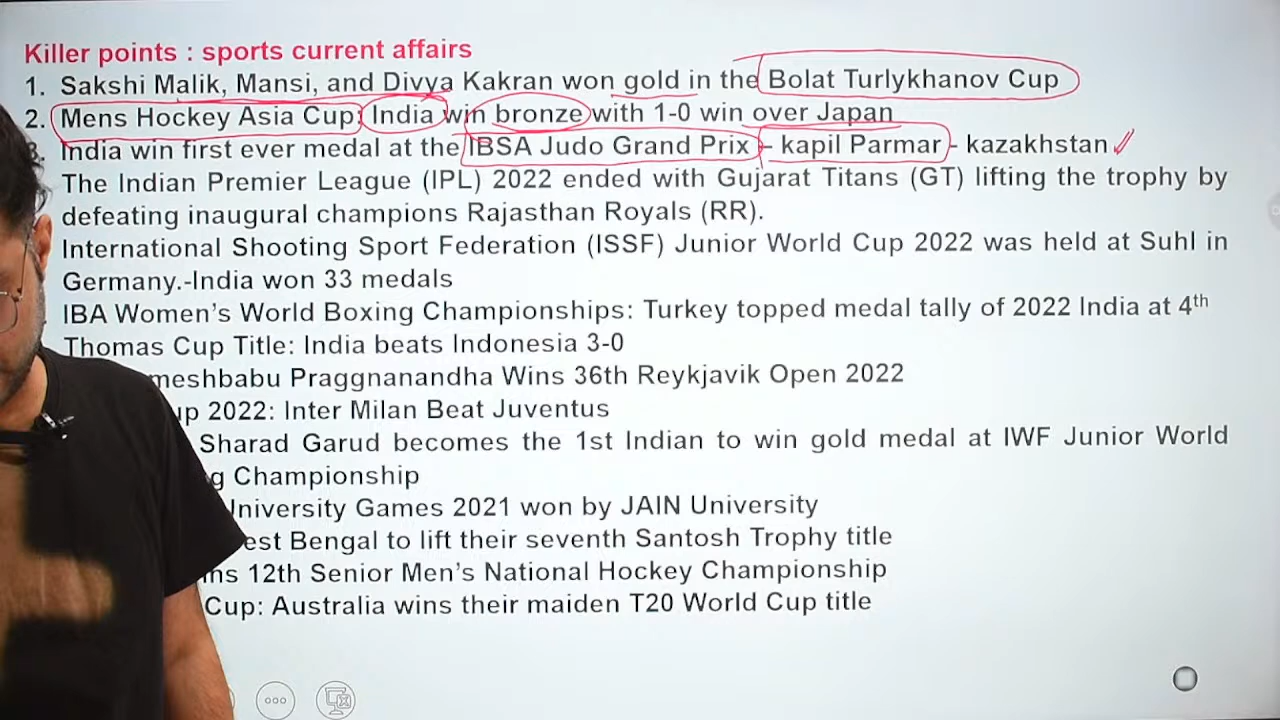 Killer points : sports current affairs
1. Sakshi Malik, Mansi, and Divya Kakran won gold in the Bolat Turlykhanov Cup
2. Mens Hockey Asia Cup: India win bronze with 1-0 win over Japan
3. India win first ever medal at the IBSA Judo Grand Prix - kapil Parmar - kazakhstan
The Indian Premier League (IPL) 2022 ended with Gujarat Titans (GT) lifting the trophy by
defeating inaugural champions Rajasthan Royals (RR).
International Shooting Sport Federation (ISSF) Junior World Cup 2022 was held at Suhl in
Germany.-India won 33 medals
IBA Women's World Boxing Championships: Turkey topped medal tally of 2022 India at 4th
Thomas Cup Title: India beats Indonesia 3-0
meshbabu Praggnanandha Wins 36th Reykjavik Open 2022
up 2022: Inter Milan Beat Juventus
Sharad Garud becomes the 1st Indian to win gold medal at IWF Junior World
g Championship
University Games 2021 won by JAIN University
est Bengal to lift their seventh Santosh Trophy title
ns 12th Senior Men's National Hockey Championship
Cup: Australia wins their maiden T20 World Cup title